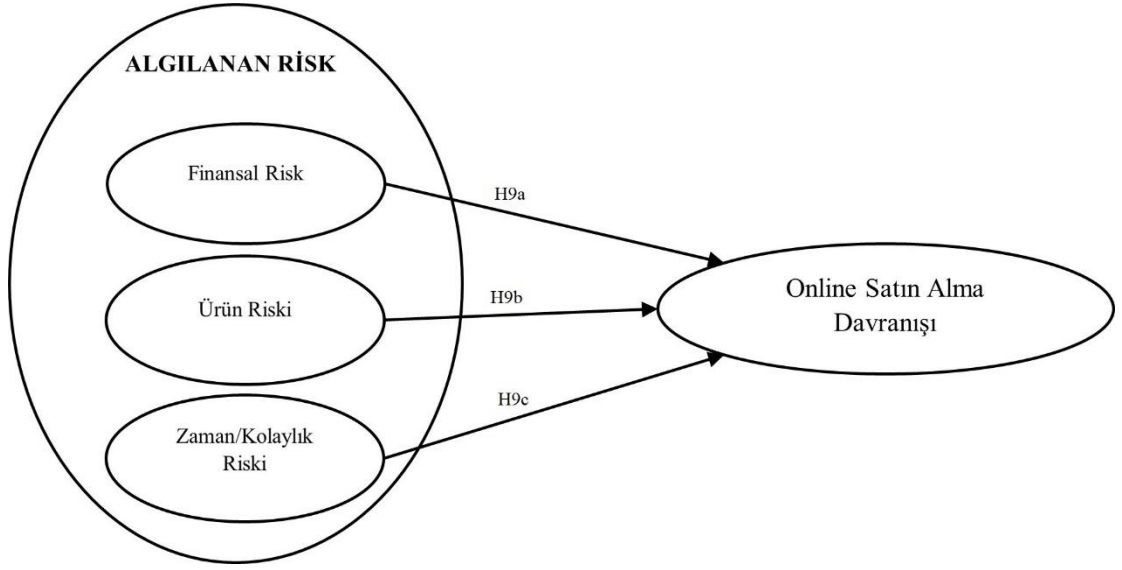 ALGILANAN RİSK
Finansal Risk
H9a
Ürün Riski
H9b
Online Satın Alma
Davranışı
Zaman/Kolaylık
Riski
H9c